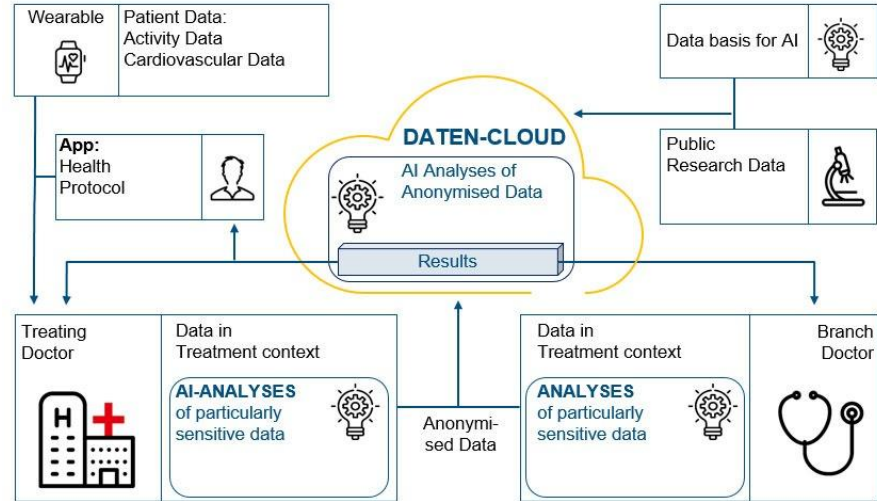 Wearable
Patient Data:
Activity Data
Cardiovascular Data
Data basis for AI
App:
Health
Protocol
DATEN-CLOUD
AI Analyses of
Anonymised Data
Results
Public
Research Data
Treating
Doctor
H
Data in
Treatment context
AI-ANALYSES
of particularly
sensitive data
Anonymi-
sed Data
Data in
Treatment context
ANALYSES
of particularly
sensitive data
Branch
Doctor